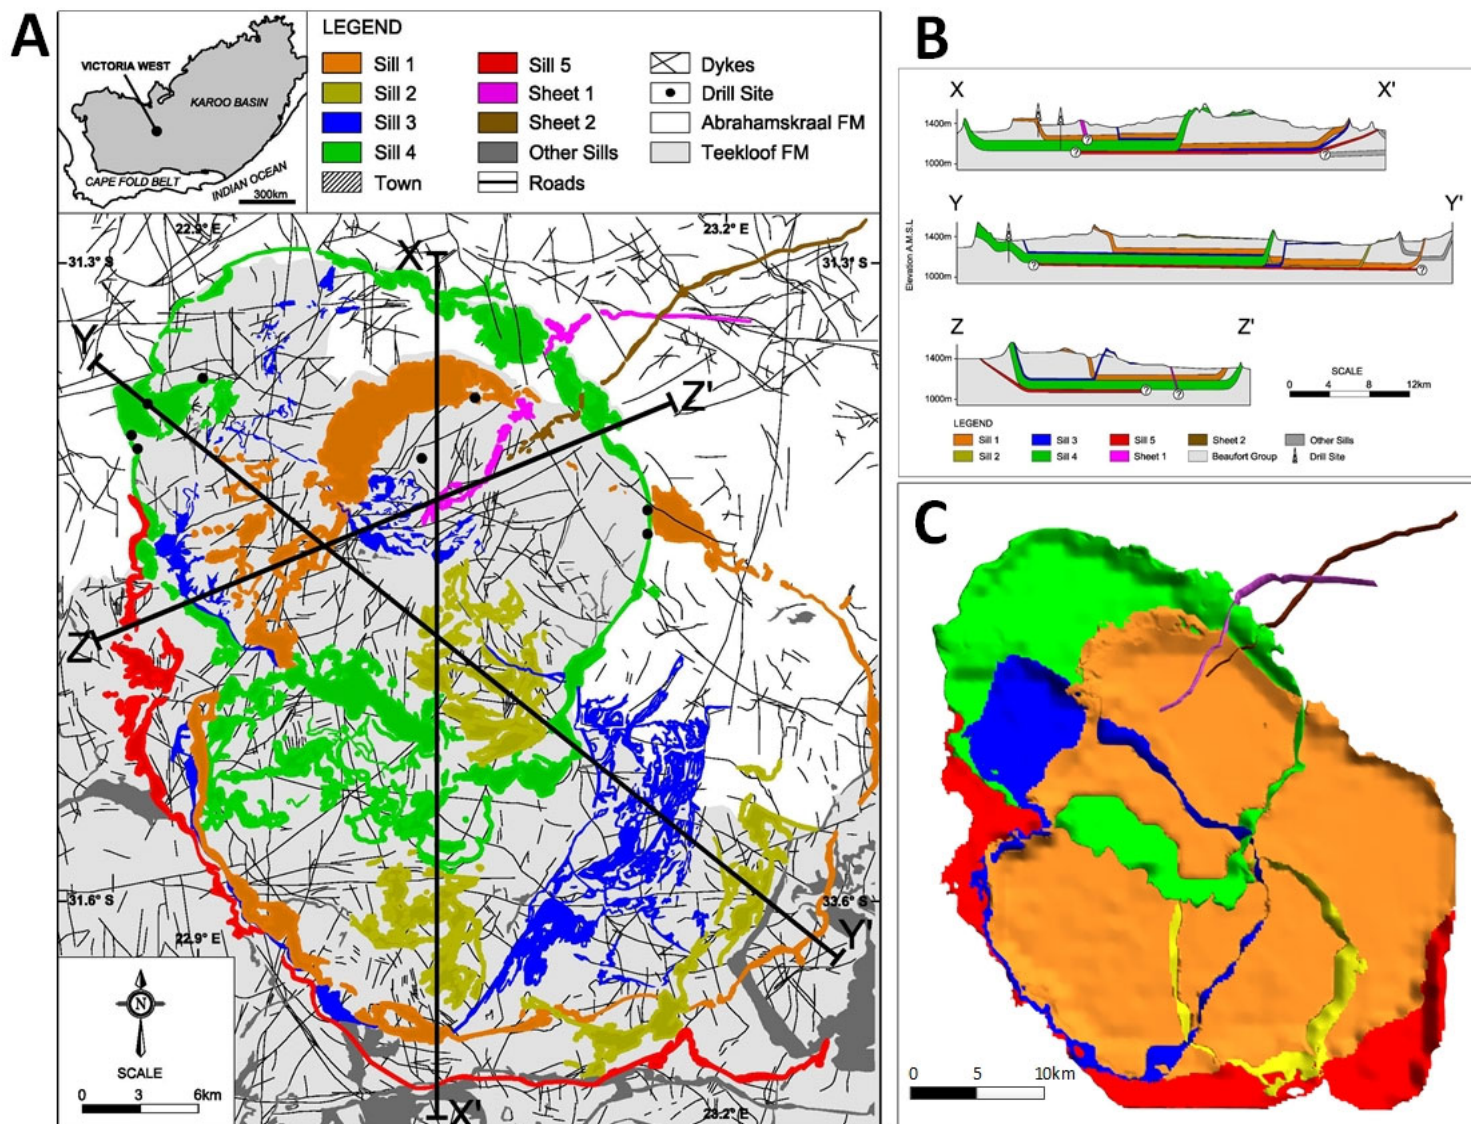 A
VICTORIA WEST
KAROO BASIN
CAPE FOLD BELT
INDIAN OCEAN
300km
LEGEND
Sill 1
Sill 2
Sill 3
Sill 4
Town
Sill 5
Sheet 1
Sheet 2
Other Sills
Roads
Dykes
Drill Site
Abrahamskraal FM
Teekloof FM
22.9° E
23.2° E
31.3° S
31.3° S
X
Y
Z'
Z
31.6° S
33.6° S
22.9° E
Y'
N
SCALE
0 3 6km
X'
23.2° E
B
X X'
1400m
1000m
? ? ?
Y Y'
Elevation A.M.S.L
1400m
1000m
? ?
Z Z'
1400m
1000m
? ?
SCALE
0 4 8 12km
LEGEND
Sill 1 Sill 3 Sill 5 Sheet 2 Other Sills
Sill 2 Sill 4 Sheet 1 Beaufort Group Drill Site
C
0 5 10km